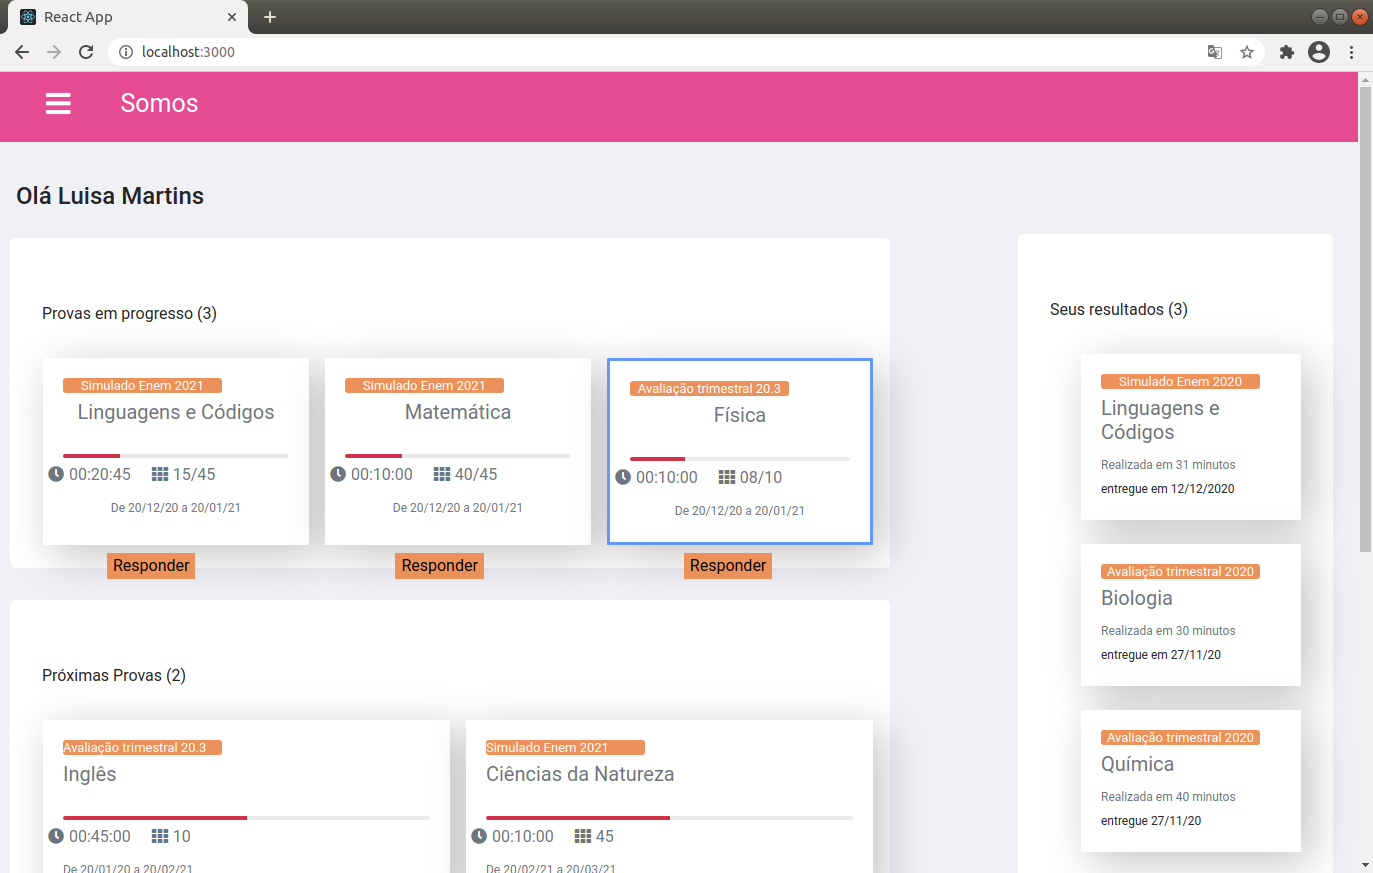 React App
localhost:3000
Somos
Olá Luisa Martins
Provas em progresso (3)
Simulado Enem 2021
Linguagens e Códigos
00:20:45 15/45
De 20/12/20 a 20/01/21
Responder
Simulado Enem 2021
Matemática
00:10:00 40/45
De 20/12/20 a 20/01/21
Responder
Avaliação trimestral 20.3
Física
00:10:00 08/10
De 20/12/20 a 20/01/21
Responder
Próximas Provas (2)
Avaliação trimestral 20.3
Inglês
00:45:00 10
De 20/01/20 a 20/02/21
Simulado Enem 2021
Ciências da Natureza
00:10:00 45
De 20/02/21 a 20/03/21
Seus resultados (3)
Simulado Enem 2020
Linguagens e
Códigos
Realizada em 31 minutos
entregue em 12/12/2020
Avaliação trimestral 2020
Biologia
Realizada em 30 minutos
entregue em 27/11/20
Avaliação trimestral 2020
Química
Realizada em 40 minutos
entregue 27/11/20